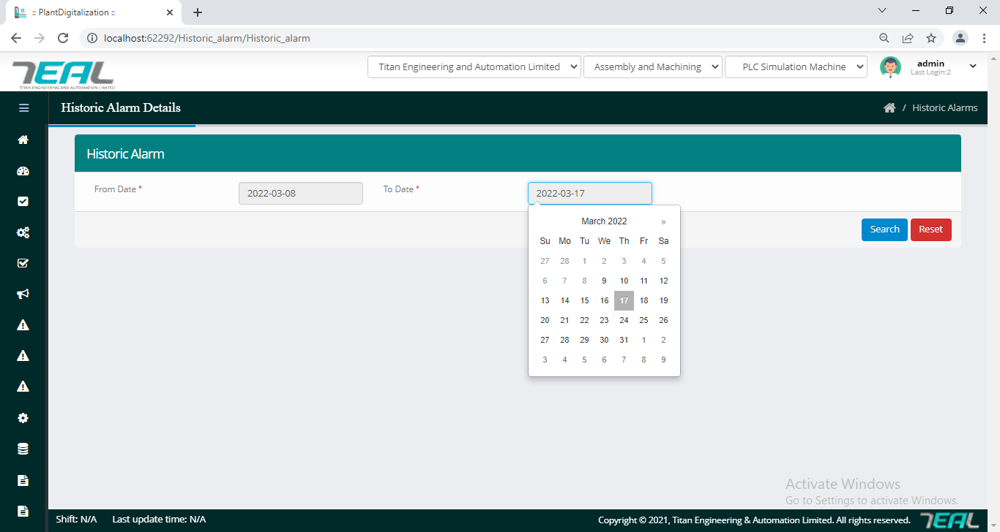 :: PlantDigitalization ::
localhost:62292/Historic_alarm/Historic_alarm
TEAL
TITAN ENGINEERING AND AUTOMATION LIMITED
Titan Engineering and Automation Limited
Assembly and Machining
PLC Simulation Machine
admin
Last Login:2
Historic Alarm Details
/ Historic Alarms
Historic Alarm
From Date *
2022-03-08
To Date *
2022-03-17
March 2022 »
Su Mo Tu We Th Fr Sa
27 28 1 2 3 4 5
6 7 8 9 10 11 12
13 14 15 16 17 18 19
20 21 22 23 24 25 26
27 28 29 30 31 1 2
3 4 5 6 7 8 9
Search
Reset
Activate Windows
Go to Settings to activate Windows.
Shift: N/A Last update time: N/A
Copyright © 2021, Titan Engineering & Automation Limited. All rights reserved.
TEAL